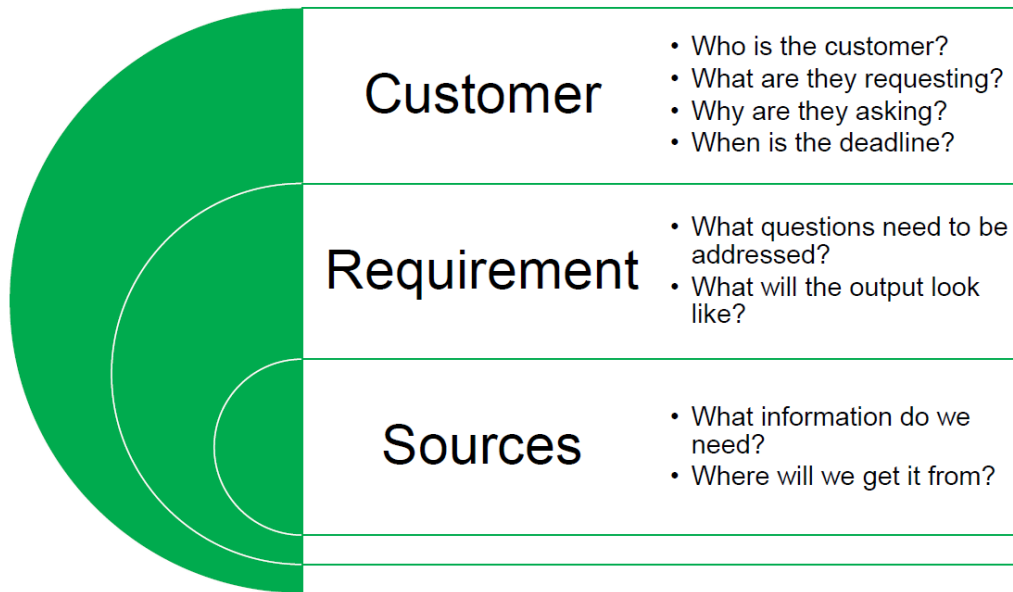 Customer
• Who is the customer?
• What are they requesting?
• Why are they asking?
• When is the deadline?
Requirement
• What questions need to be
addressed?
• What will the output look
like?
Sources
• What information do we
need?
• Where will we get it from?